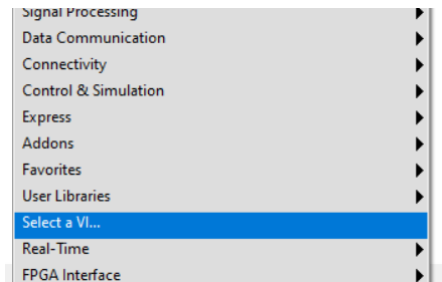 Signal Processing
Data Communication
Connectivity
Control & Simulation
Express
Addons
Favorites
User Libraries
Select a VI...
Real-Time
FPGA Interface